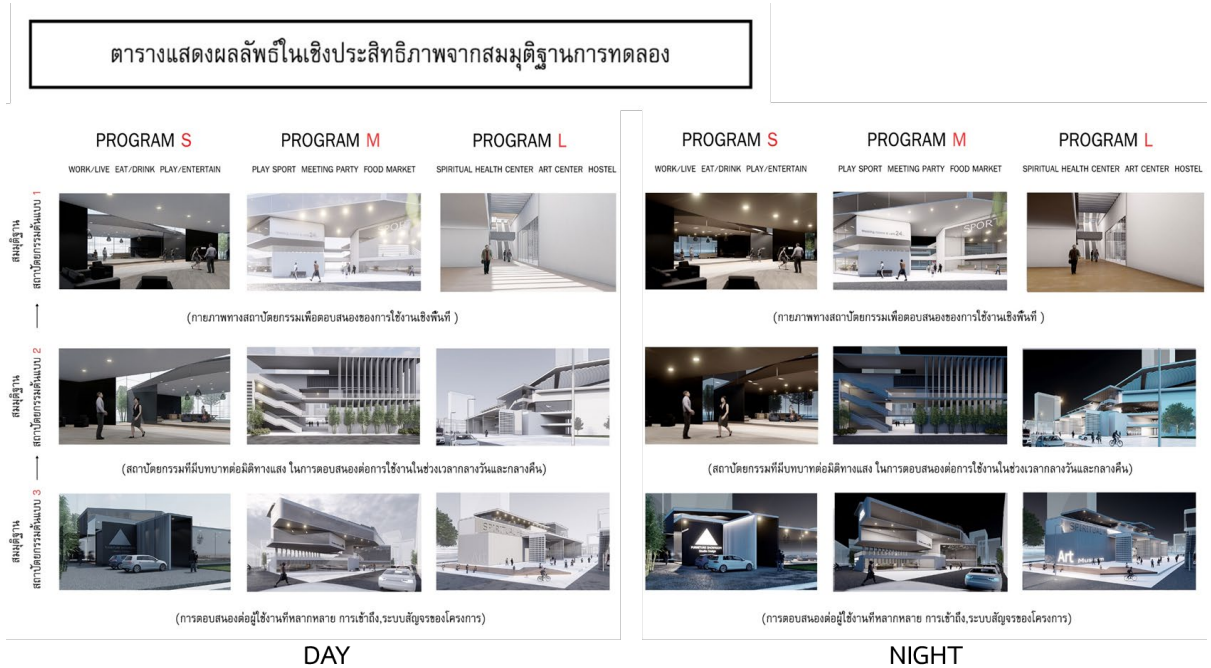 ตารางแสดงผลลัพธ์ในเชิงประสิทธิภาพจากสมมุติฐานการทดลอง
PROGRAM S
PROGRAM M
PROGRAM L
WORK/LIVE EAT/DRINK PLAY/ENTERTAIN
PLAY SPORT MEETING PARTY FOOD MARKET
SPIRITUAL HEALTH CENTER ART CENTER HOSTEL
สมมุติฐาน
สถาปัตยกรรมต้นแบบ 1
(กายภาพทางสถาปัตยกรรมเพื่อตอบสนองของการใช้งานเชิงพื้นที่ )
สมมุติฐาน
สถาปัตยกรรมต้นแบบ 2
(สถาปัตยกรรมที่มีบทบาทต่อมิติทางแสง ในการตอบสนองต่อการใช้งานในช่วงเวลากลางวันและกลางคืน)
สมมุติฐาน
สถาปัตยกรรมต้นแบบ 3
(การตอบสนองต่อผู้ใช้งานที่หลากหลาย การเข้าถึง,ระบบสัญจรของโครงการ)
DAY
PROGRAM S
PROGRAM M
PROGRAM L
WORK/LIVE EAT/DRINK PLAY/ENTERTAIN
PLAY SPORT MEETING PARTY FOOD MARKET
SPIRITUAL HEALTH CENTER ART CENTER HOSTEL
SPORT
(กายภาพทางสถาปัตยกรรมเพื่อตอบสนองของการใช้งานเชิงพื้นที่ )
(สถาปัตยกรรมที่มีบทบาทต่อมิติทางแสง ในการตอบสนองต่อการใช้งานในช่วงเวลากลางวันและกลางคืน)
Art
(การตอบสนองต่อผู้ใช้งานที่หลากหลาย การเข้าถึง,ระบบสัญจรของโครงการ)
NIGHT